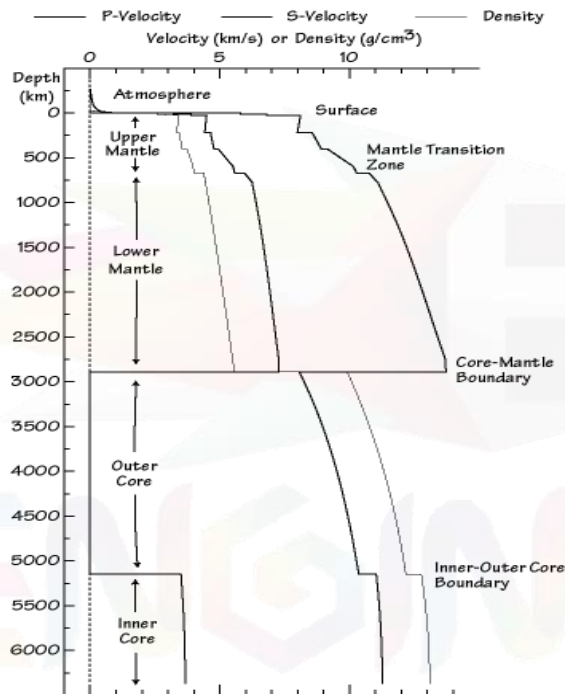 P-Velocity S-Velocity Density
Velocity (km/s) or Density (g/cm3)
Depth
(km)
0 5 10
Atmosphere
Surface
0
Upper
Mantle
Mantle Transition
Zone
500
1000
1500
Lower
Mantle
2000
2500
Core-Mantle
Boundary
3000
3500
Outer
Core
4000
4500
5000
Inner-Outer Core
Boundary
5500
Inner
Core
6000
ENGIN